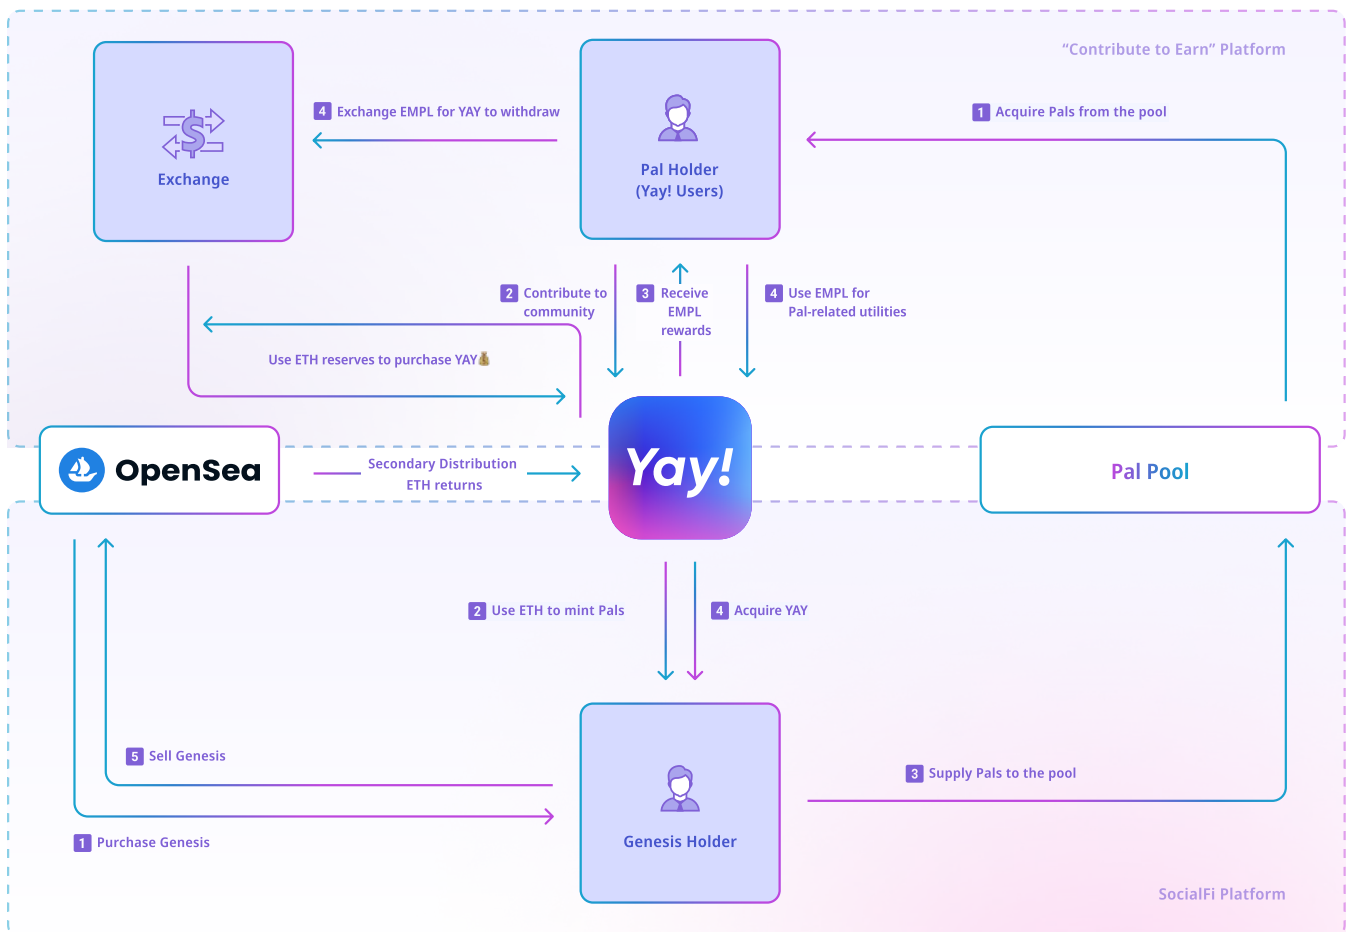 “Contribute to Earn” Platform
4 Exchange EMPL for YAY to withdraw
1 Acquire Pals from the pool
Exchange
Pal Holder
(Yay! Users)
2 Contribute to
community
3 Receive
EMPL
rewards
4 Use EMPL for
Pal-related utilities
Use ETH reserves to purchase YAY💰
OpenSea
Secondary Distribution
ETH returns
Yay!
Pal Pool
2 Use ETH to mint Pals
4 Acquire YAY
5 Sell Genesis
3 Supply Pals to the pool
1 Purchase Genesis
Genesis Holder
SocialFi Platform